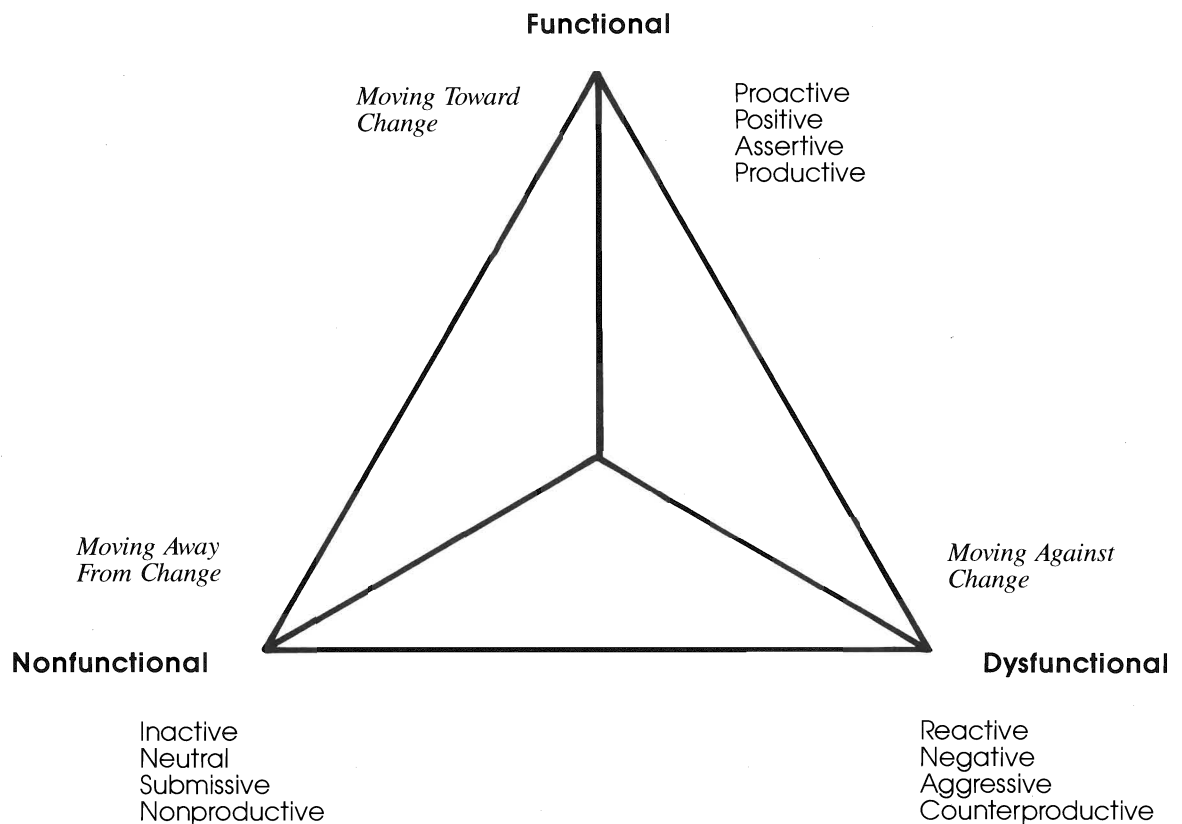 Functional
Moving Toward
Change
Proactive
Positive
Assertive
Productive
Moving Away
From Change
Moving Against
Change
Nonfunctional
Dysfunctional
Inactive
Neutral
Submissive
Nonproductive
Reactive
Negative
Aggressive
Counterproductive